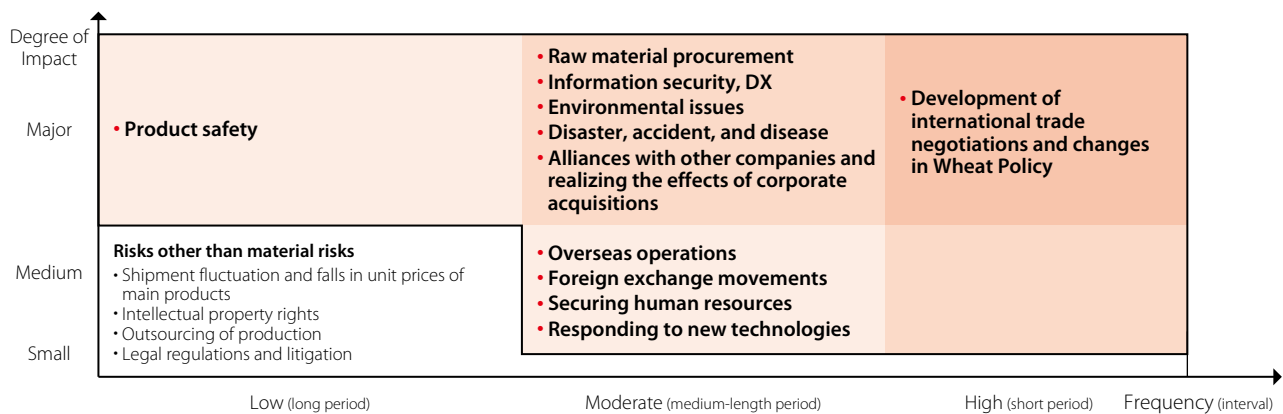 Degree of
Impact
Major
Medium
Small
• Product safety
• Raw material procurement
• Information security, DX
• Environmental issues
• Disaster, accident, and disease
• Alliances with other companies and
realizing the effects of corporate
acquisitions
• Development of
international trade
negotiations and changes
in Wheat Policy
Risks other than material risks
• Shipment fluctuation and falls in unit prices of
main products
• Intellectual property rights
• Outsourcing of production
• Legal regulations and litigation
• Overseas operations
• Foreign exchange movements
• Securing human resources
• Responding to new technologies
Low (long period)
Moderate (medium-length period)
High (short period)
Frequency (interval)